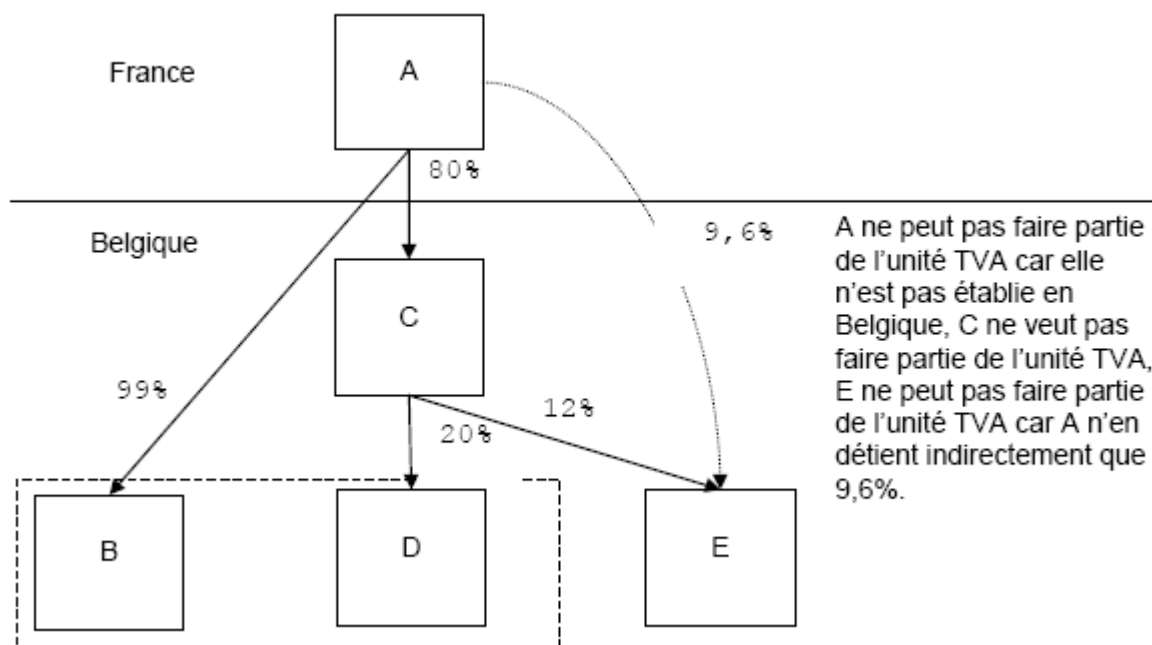 A
France
80%
9,6%
Belgique
A ne peut pas faire partie
de l'unité TVA car elle
n'est pas établie en
Belgique, C ne veut pas
faire partie de l'unité TVA,
E ne peut pas faire partie
de l'unité TVA car A n'en
détient indirectement que
9,6%.
C
99%
12%
20%
B
D
E